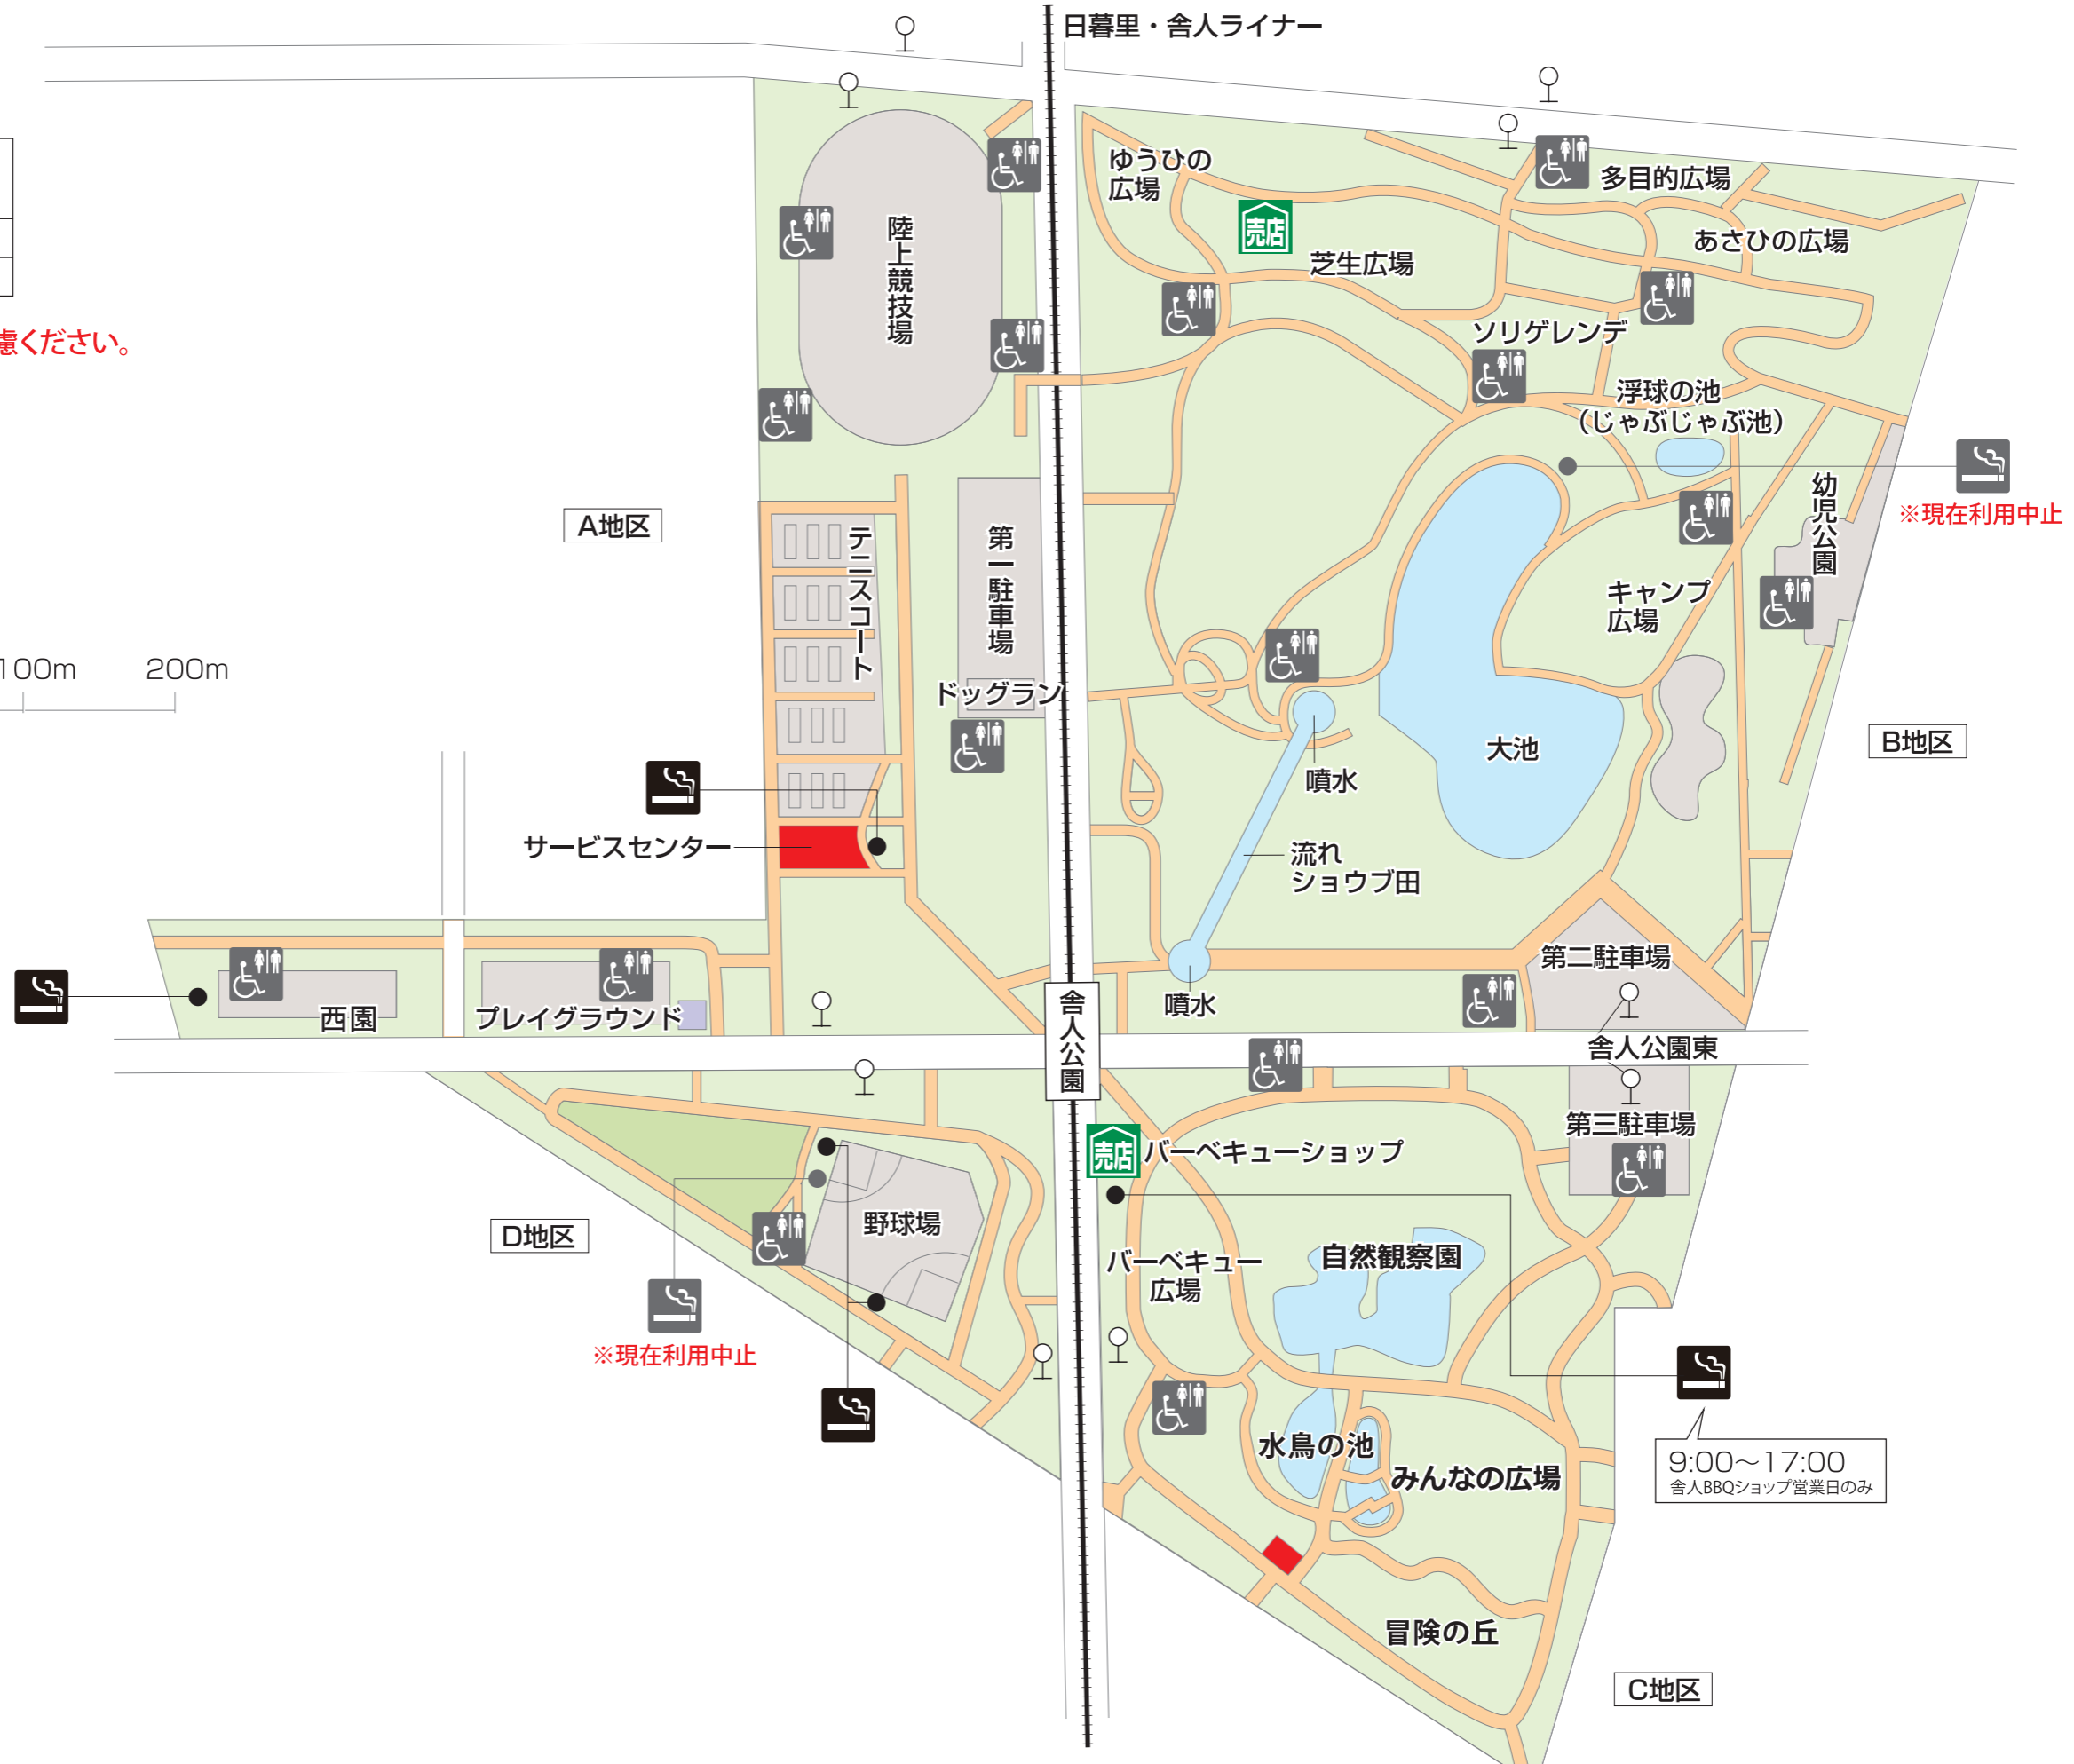 日暮里・舎人ライナー
ゆうひの
広場
多目的広場
売店
陸上競技場
あさひの広場
芝生広場
慮ください。
ソリゲレンデ
浮球の池
（じゃぶじゃぶ池）
幼児公園
※現在利用中止
A地区
テニスコート
第一駐車場
キャンプ
広場
100m
200m
ドッグラン
大池
B地区
噴水
サービスセンター
流れ
ショウブ田
第二駐車場
西園
プレイグラウンド
噴水
舎人公園
舎人公園東
第三駐車場
売店
バーベキューショップ
D地区
野球場
バーベキュー
広場
自然観察園
※現在利用中止
水鳥の池
みんなの広場
9:00～17:00
舎人BBQショップ営業日のみ
冒険の丘
C地区